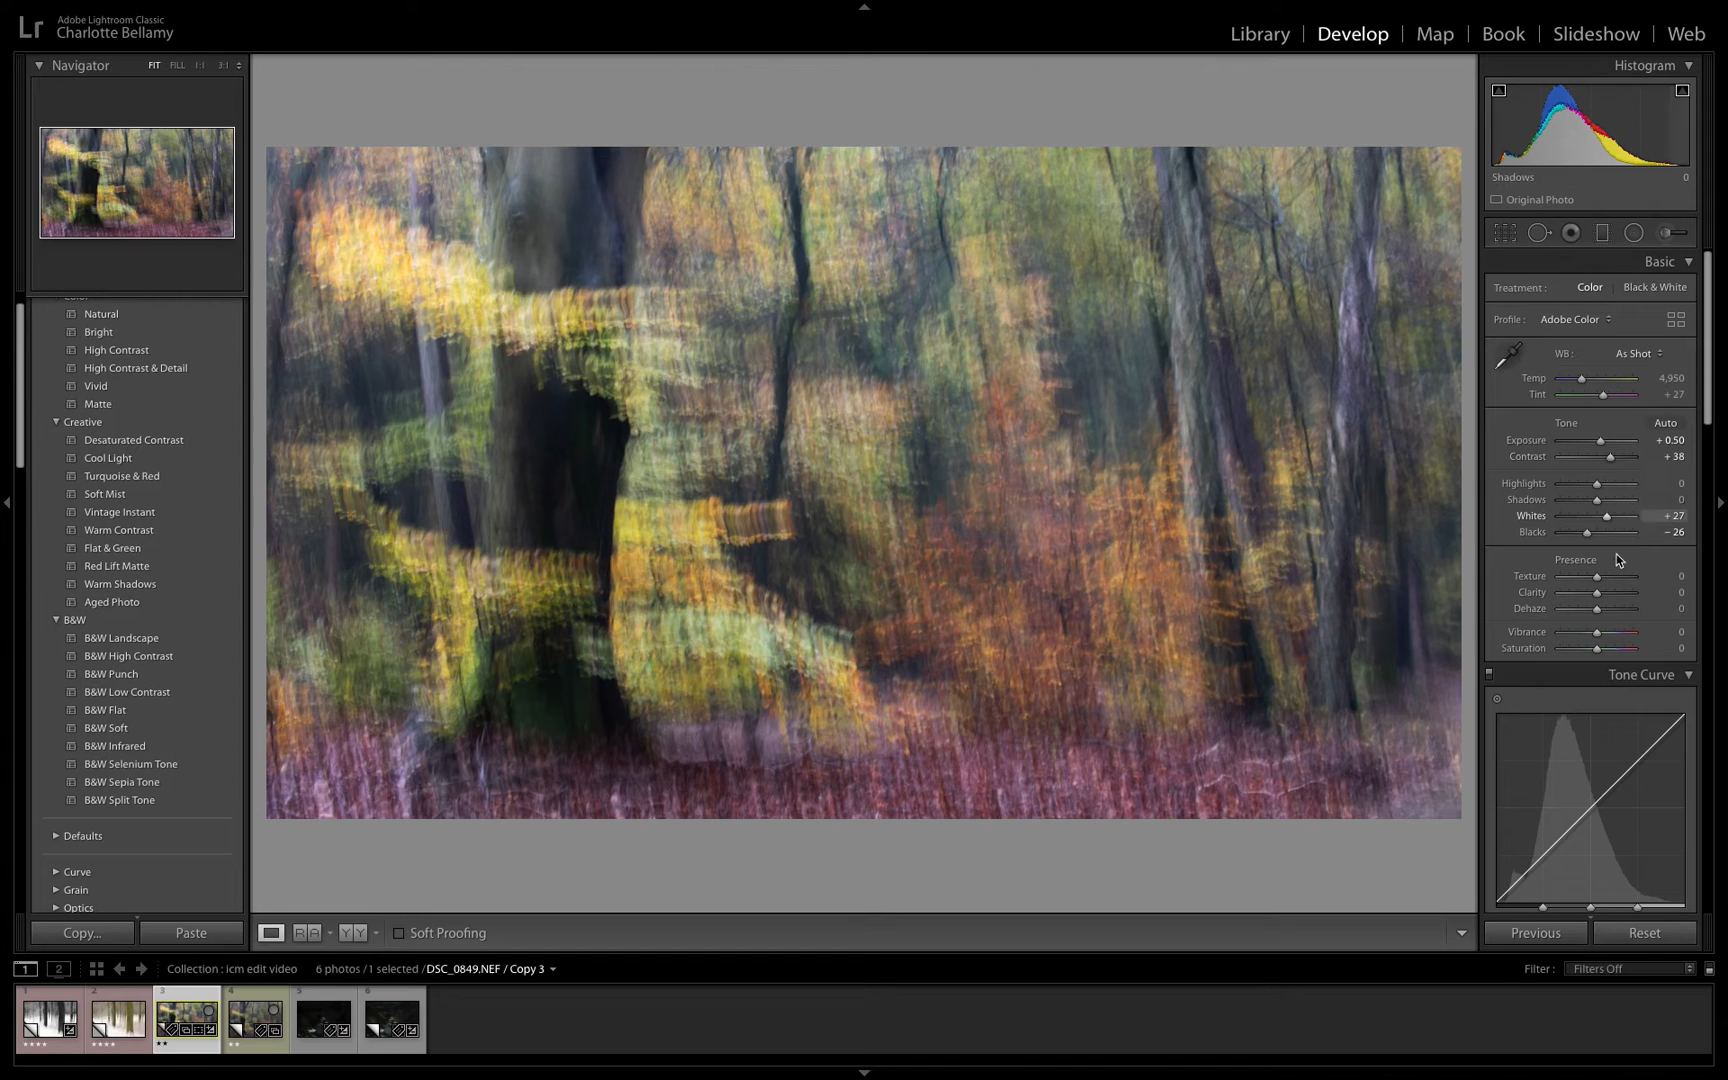 Lr
Adobe Lightroom Classic
Charlotte Bellamy
Library | Develop | Map | Book | Slideshow | Web
Navigator
FIT FILL 1:1 3:1
Natural
Bright
High Contrast
High Contrast & Detail
Vivid
Matte
Creative
Desaturated Contrast
Cool Light
Turquoise & Red
Soft Mist
Vintage Instant
Warm Contrast
Flat & Green
Red Lift Matte
Warm Shadows
Aged Photo
B&W
B&W Landscape
B&W High Contrast
B&W Punch
B&W Low Contrast
B&W Flat
B&W Soft
B&W Infrared
B&W Selenium Tone
B&W Sepia Tone
B&W Split Tone
Defaults
Curve
Grain
Optics
Copy... Paste
R A Y Y Soft Proofing
Histogram
Shadows 0
Original Photo
Basic
Treatment : Color | Black & White
Profile : Adobe Color
WB : As Shot
Temp 4,950
Tint + 27
Tone Auto
Exposure + 0.50
Contrast + 38
Highlights 0
Shadows 0
Whites + 27
Blacks − 26
Presence
Texture 0
Clarity 0
Dehaze 0
Vibrance 0
Saturation 0
Tone Curve
Previous Reset
1 2 Collection : icm edit video 6 photos / 1 selected / DSC_0849.NEF / Copy 3 Filter : Filters Off
1 2 3 4 5 6